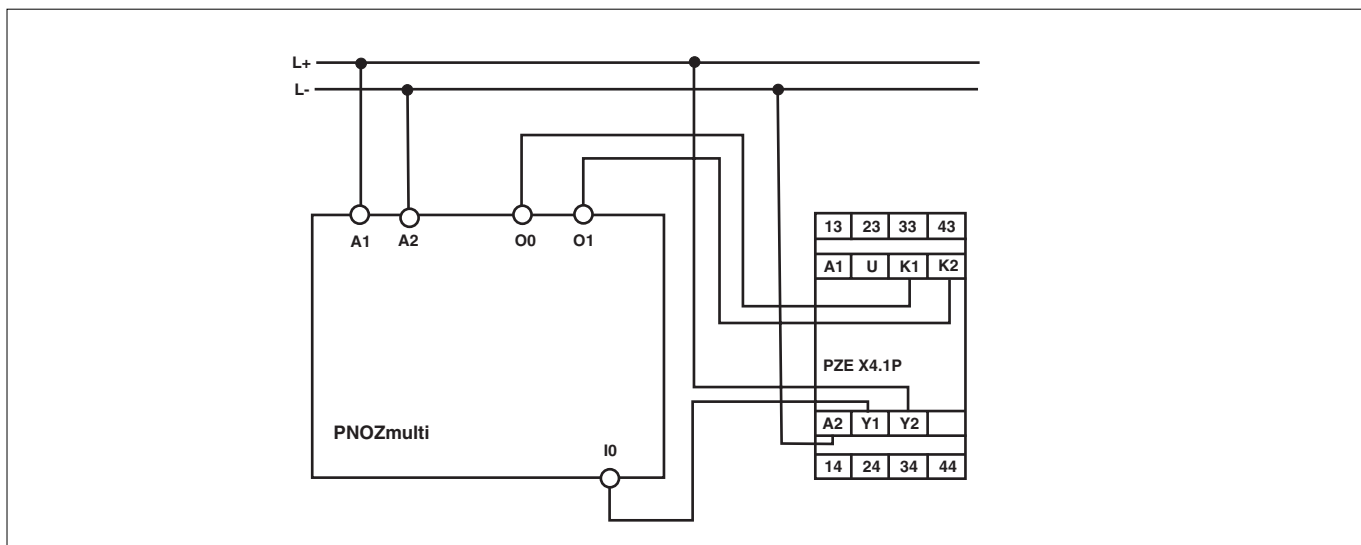 L+
L-
A1 A2 O0 O1
13 23 33 43
A1 U K1 K2
PZE X4.1P
A2 Y1 Y2
PNOZmulti
I0
14 24 34 44